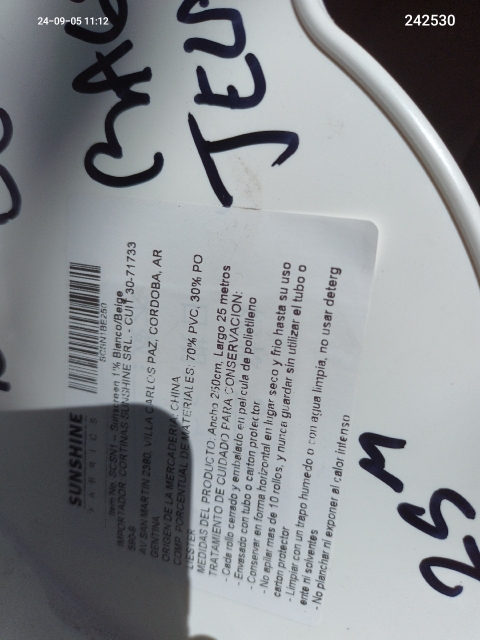 24-09-05 11:12
242530
SUNSHINE
FABRICS
SCSN1BE250
Item No. SCSN1 - Sunscreen 1% Blanco/Beige
IMPORTADOR: CORTINAS SUNSHINE SRL. - CUIT 30-71733
AV SAN MARTIN 2380, VILLA CARLOS PAZ, CORDOBA, AR
GENTINA
ORIGEN DE LA MERCADERIA: CHINA
COMP. PORCENTUAL DE MATERIALES: 70% PVC, 30% PO
LIESTER
MEDIDAS DEL PRODUCTO: Ancho 250cm, Largo 25 metros
TRATAMIENTO DE CUIDADO PARA CONSERVACION:
- Cada rollo cerrado y embalado en pelicula de polietileno
- Envasado con tubo o carton protector
- Conservar en forma horizontal en lugar seco y frio hasta su uso
- No apilar mas de 10 rollos, y nunca guardar sin utilizar el tubo o
carton protector
- Limpiar con un trapo humedo o con agua limpia, no usar deterg
ente ni solventes
- No planchar ni exponer al calor intenso
25 M